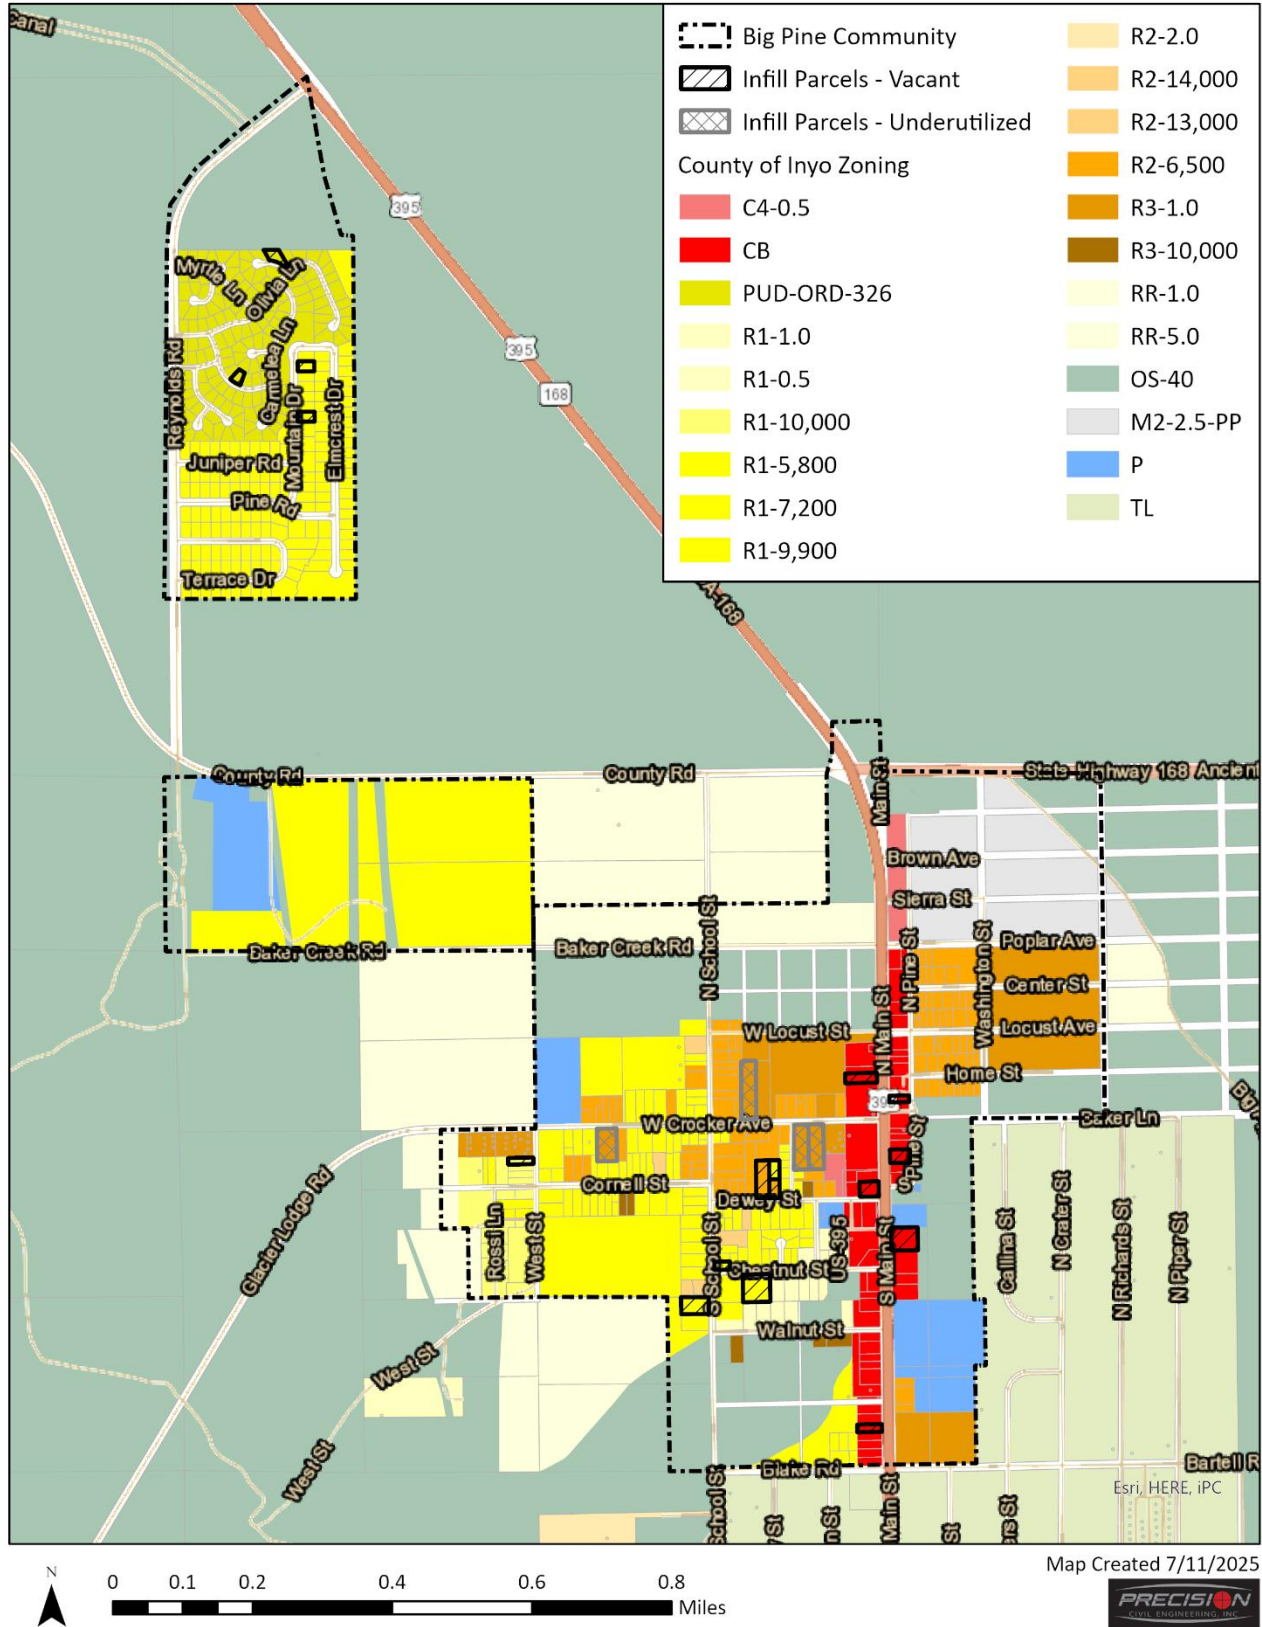 Canal
Big Pine Community
Infill Parcels - Vacant
Infill Parcels - Underutilized
County of Inyo Zoning
C4-0.5
CB
PUD-ORD-326
R1-1.0
R1-0.5
R1-10,000
R1-5,800
R1-7,200
R1-9,900
R2-2.0
R2-14,000
R2-13,000
R2-6,500
R3-1.0
R3-10,000
RR-1.0
RR-5.0
OS-40
M2-2.5-PP
P
TL
395
395
168
Myrtle Ln
Olivia Ln
Carmelea Ln
Reynolds Rd
Mountain Dr
Elmcrest Dr
Juniper Rd
Pine Rd
Terrace Dr
A-168
County Rd
County Rd
Main St
State Highway 168 Ancient
Brown Ave
Sierra St
N School St
Baker Creek Rd
Baker Creek Rd
N Pine St
Washington St
Poplar Ave
Center St
W Locust St
N Main St
Locust Ave
Home St
395
W Crocker Ave
Baker Ln
Big
Cornell St
Dewey St
S Pine St
Glacier Lodge Rd
Rossi Ln
West St
S School St
Chestnut St
US-395
S Main St
Callina St
N Crater St
N Richards St
N Piper St
Walnut St
West St
West St
Blake Rd
Bartell R
Esri, HERE, iPC
School St
y St
n St
Main St
St
ers St
Map Created 7/11/2025
N
0 0.1 0.2 0.4 0.6 0.8
Miles
PRECISION
CIVIL ENGINEERING, INC